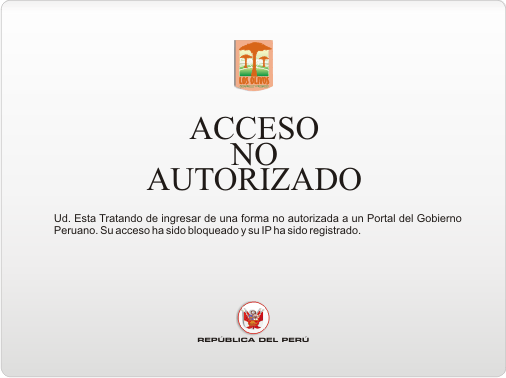 LOS OLIVOS
ACCESO
NO
AUTORIZADO
Ud. Esta Tratando de ingresar de una forma no autorizada a un Portal del Gobierno
Peruano. Su acceso ha sido bloqueado y su IP ha sido registrado.
REPÚBLICA DEL PERÚ